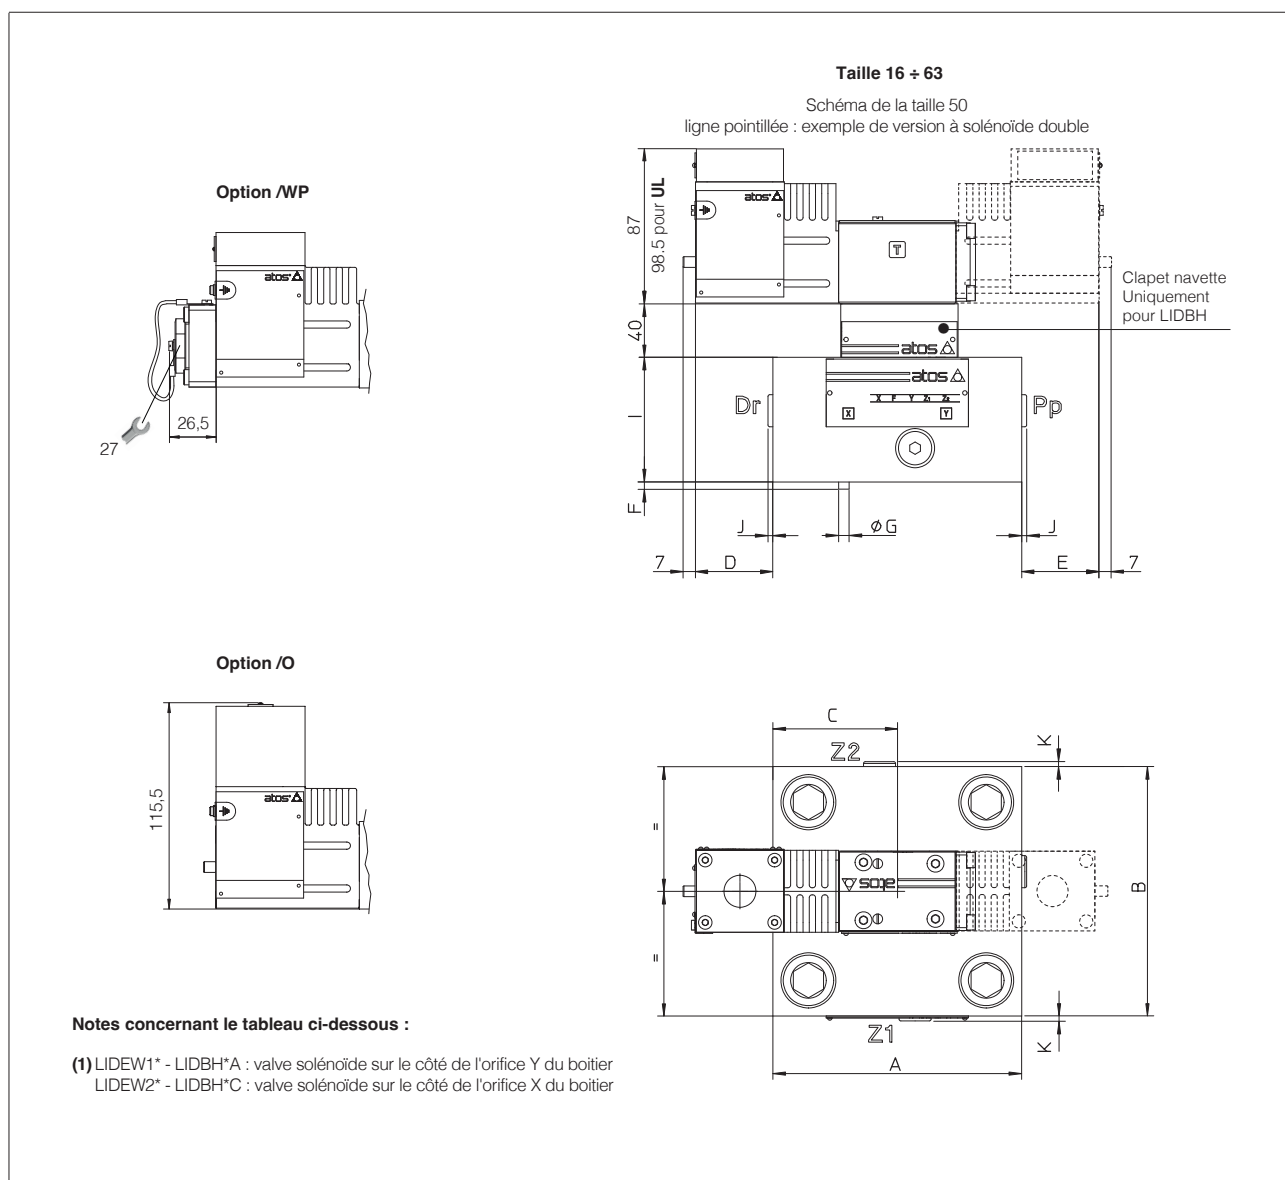 Taille 16 ÷ 63
Schéma de la taille 50
ligne pointillée : exemple de version à solénoïde double
Option /WP
atos
26,5
27
87
98.5 pour UL
40
I
F
atos
T
Clapet navette
Uniquement
pour LIDBH
atos
atos
X F Y Z1 Z2
X
Y
Dr
Pp
J
ø G
J
7
D
E
7
Option /O
115,5
atos
C
Z2
K
=
=
atos
B
Z1
K
A
Notes concernant le tableau ci-dessous :
(1) LIDEW1* - LIDBH*A : valve solénoïde sur le côté de l'orifice Y du boitier
LIDEW2* - LIDBH*C : valve solénoïde sur le côté de l'orifice X du boitier